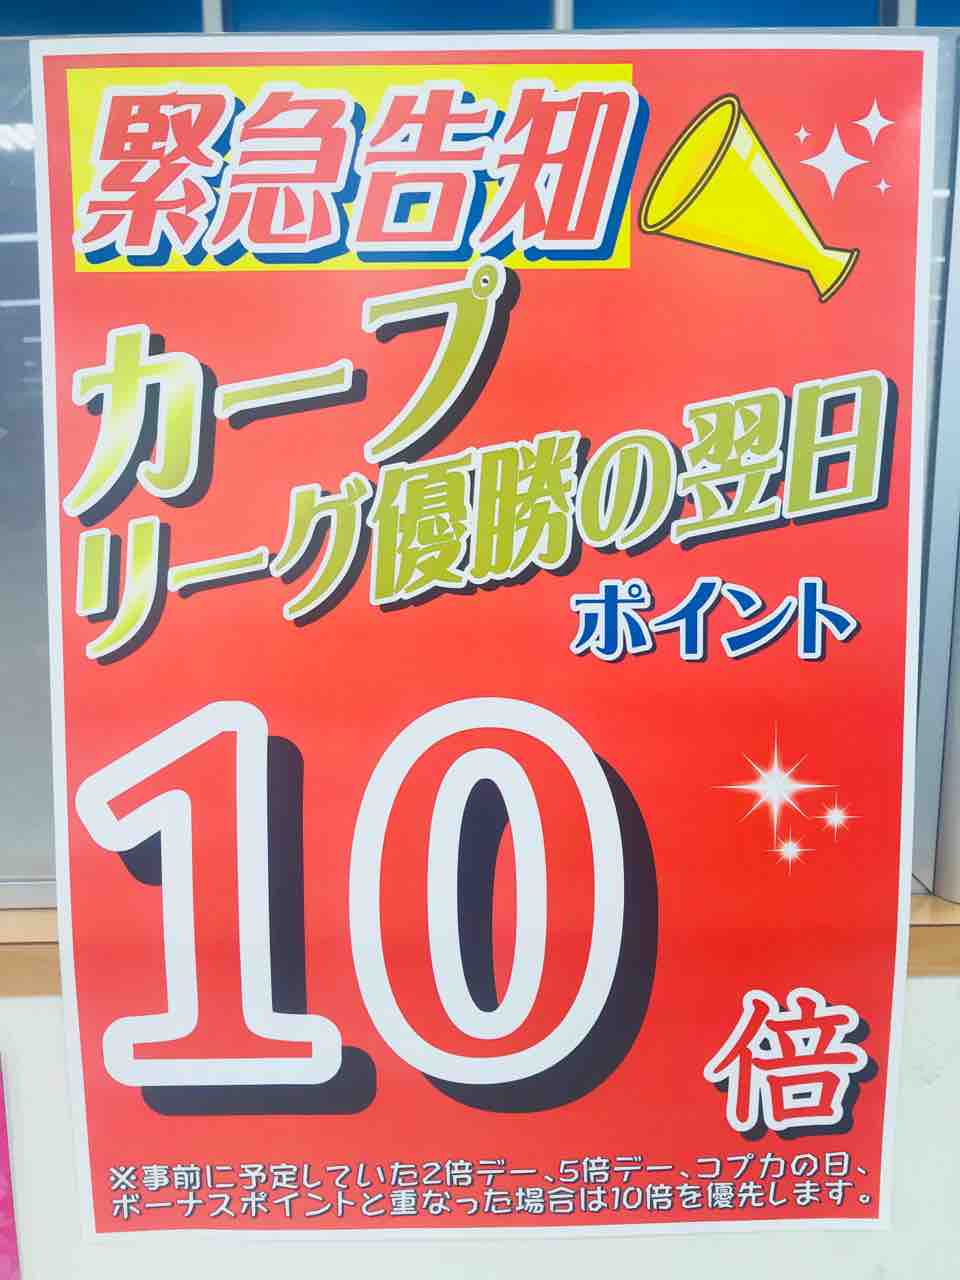 緊急告知
カープ
リーグ優勝の翌日
ポイント
10
倍
※事前に予定していた2倍デー、5倍デー、コプカの日、
ボーナスポイントと重なった場合は10倍を優先します。